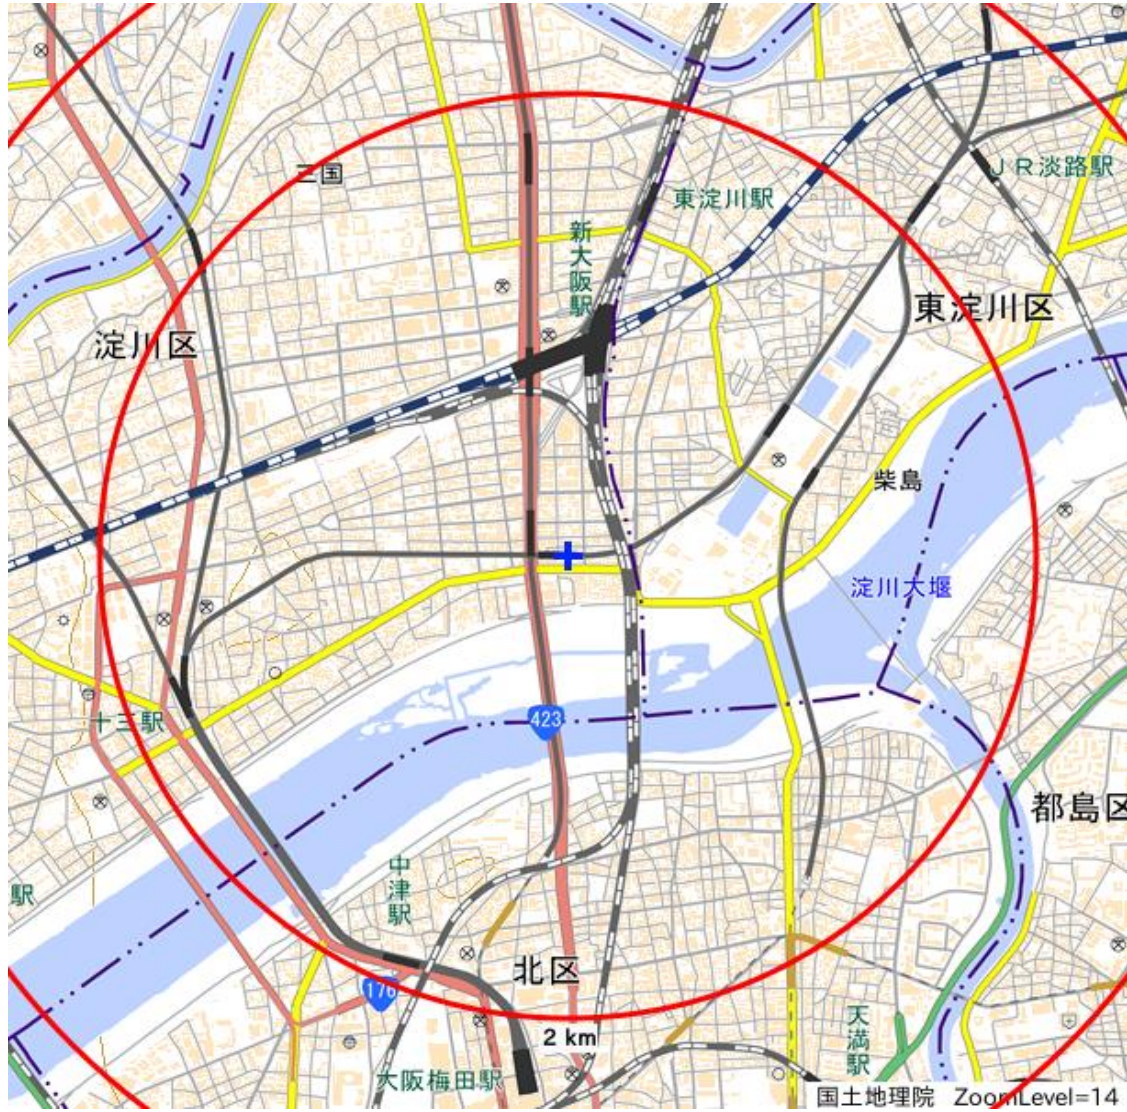 三国
JR淡路駅
東淀川駅
新大阪駅
東淀川区
淀川区
柴島
淀川大堰
十三駅
423
都島区
中津駅
駅
北区
176
2 km
天満駅
大阪梅田駅
国土地理院 ZoomLevel=14